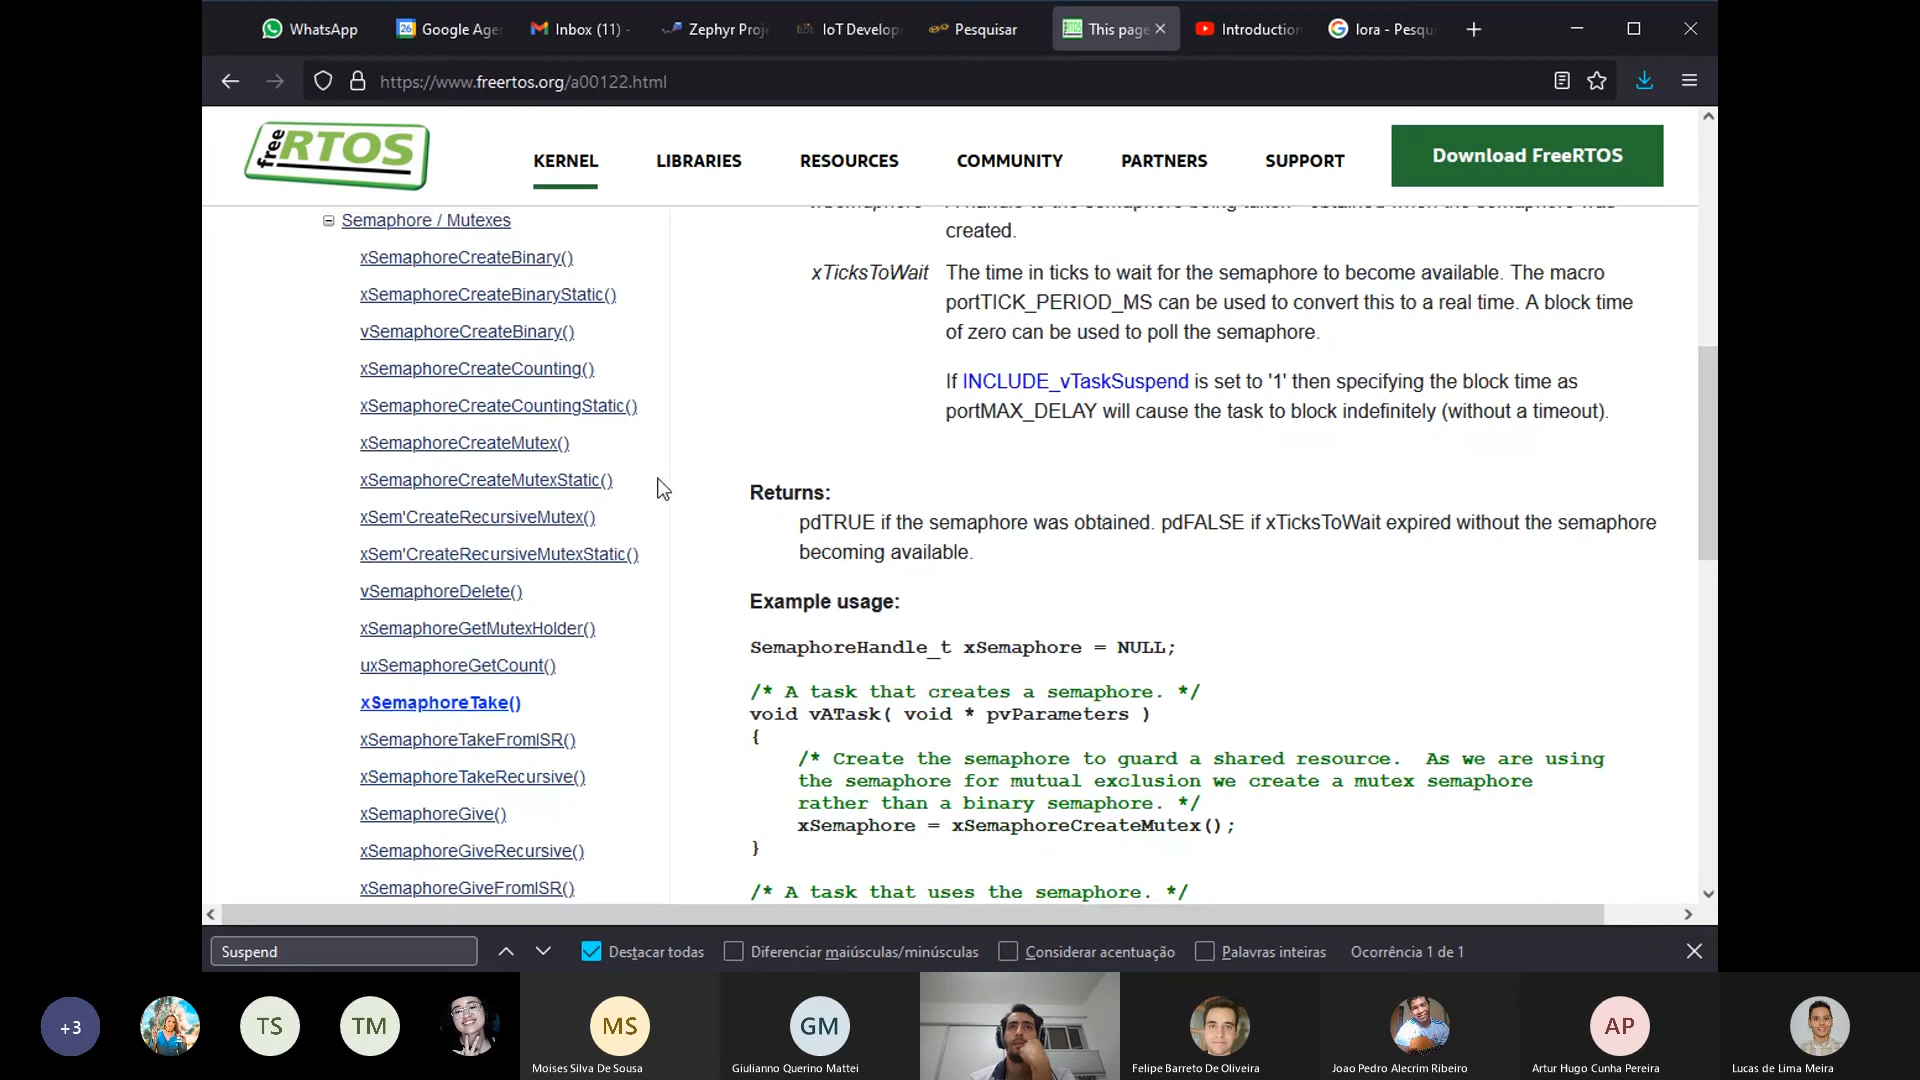 WhatsApp
Google Age
Inbox (11) -
Zephyr Proj
IoT Develop
Pesquisar
This page
Introduction
lora - Pesqu
https://www.freertos.org/a00122.html
free RTOS
KERNEL
LIBRARIES
RESOURCES
COMMUNITY
PARTNERS
SUPPORT
Download FreeRTOS
Semaphore / Mutexes
xSemaphoreCreateBinary()
xSemaphoreCreateBinaryStatic()
vSemaphoreCreateBinary()
xSemaphoreCreateCounting()
xSemaphoreCreateCountingStatic()
xSemaphoreCreateMutex()
xSemaphoreCreateMutexStatic()
xSem'CreateRecursiveMutex()
xSem'CreateRecursiveMutexStatic()
vSemaphoreDelete()
xSemaphoreGetMutexHolder()
uxSemaphoreGetCount()
xSemaphoreTake()
xSemaphoreTakeFromISR()
xSemaphoreTakeRecursive()
xSemaphoreGive()
xSemaphoreGiveRecursive()
xSemaphoreGiveFromISR()
created.
xTicksToWait The time in ticks to wait for the semaphore to become available. The macro
portTICK_PERIOD_MS can be used to convert this to a real time. A block time
of zero can be used to poll the semaphore.
If INCLUDE_vTaskSuspend is set to '1' then specifying the block time as
portMAX_DELAY will cause the task to block indefinitely (without a timeout).
Returns:
pdTRUE if the semaphore was obtained. pdFALSE if xTicksToWait expired without the semaphore
becoming available.
Example usage:
SemaphoreHandle_t xSemaphore = NULL;
/* A task that creates a semaphore. */
void vATask( void * pvParameters )
{
/* Create the semaphore to guard a shared resource.  As we are using
the semaphore for mutual exclusion we create a mutex semaphore
rather than a binary semaphore. */
xSemaphore = xSemaphoreCreateMutex();
}
/* A task that uses the semaphore. */
Suspend
Destacar todas
Diferenciar maiúsculas/minúsculas
Considerar acentuação
Palavras inteiras
Ocorrência 1 de 1
+3
TS
TM
MS
GM
AP
Moises Silva De Sousa
Giulianno Querino Mattei
Felipe Barreto De Oliveira
Joao Pedro Alecrim Ribeiro
Artur Hugo Cunha Pereira
Lucas de Lima Meira